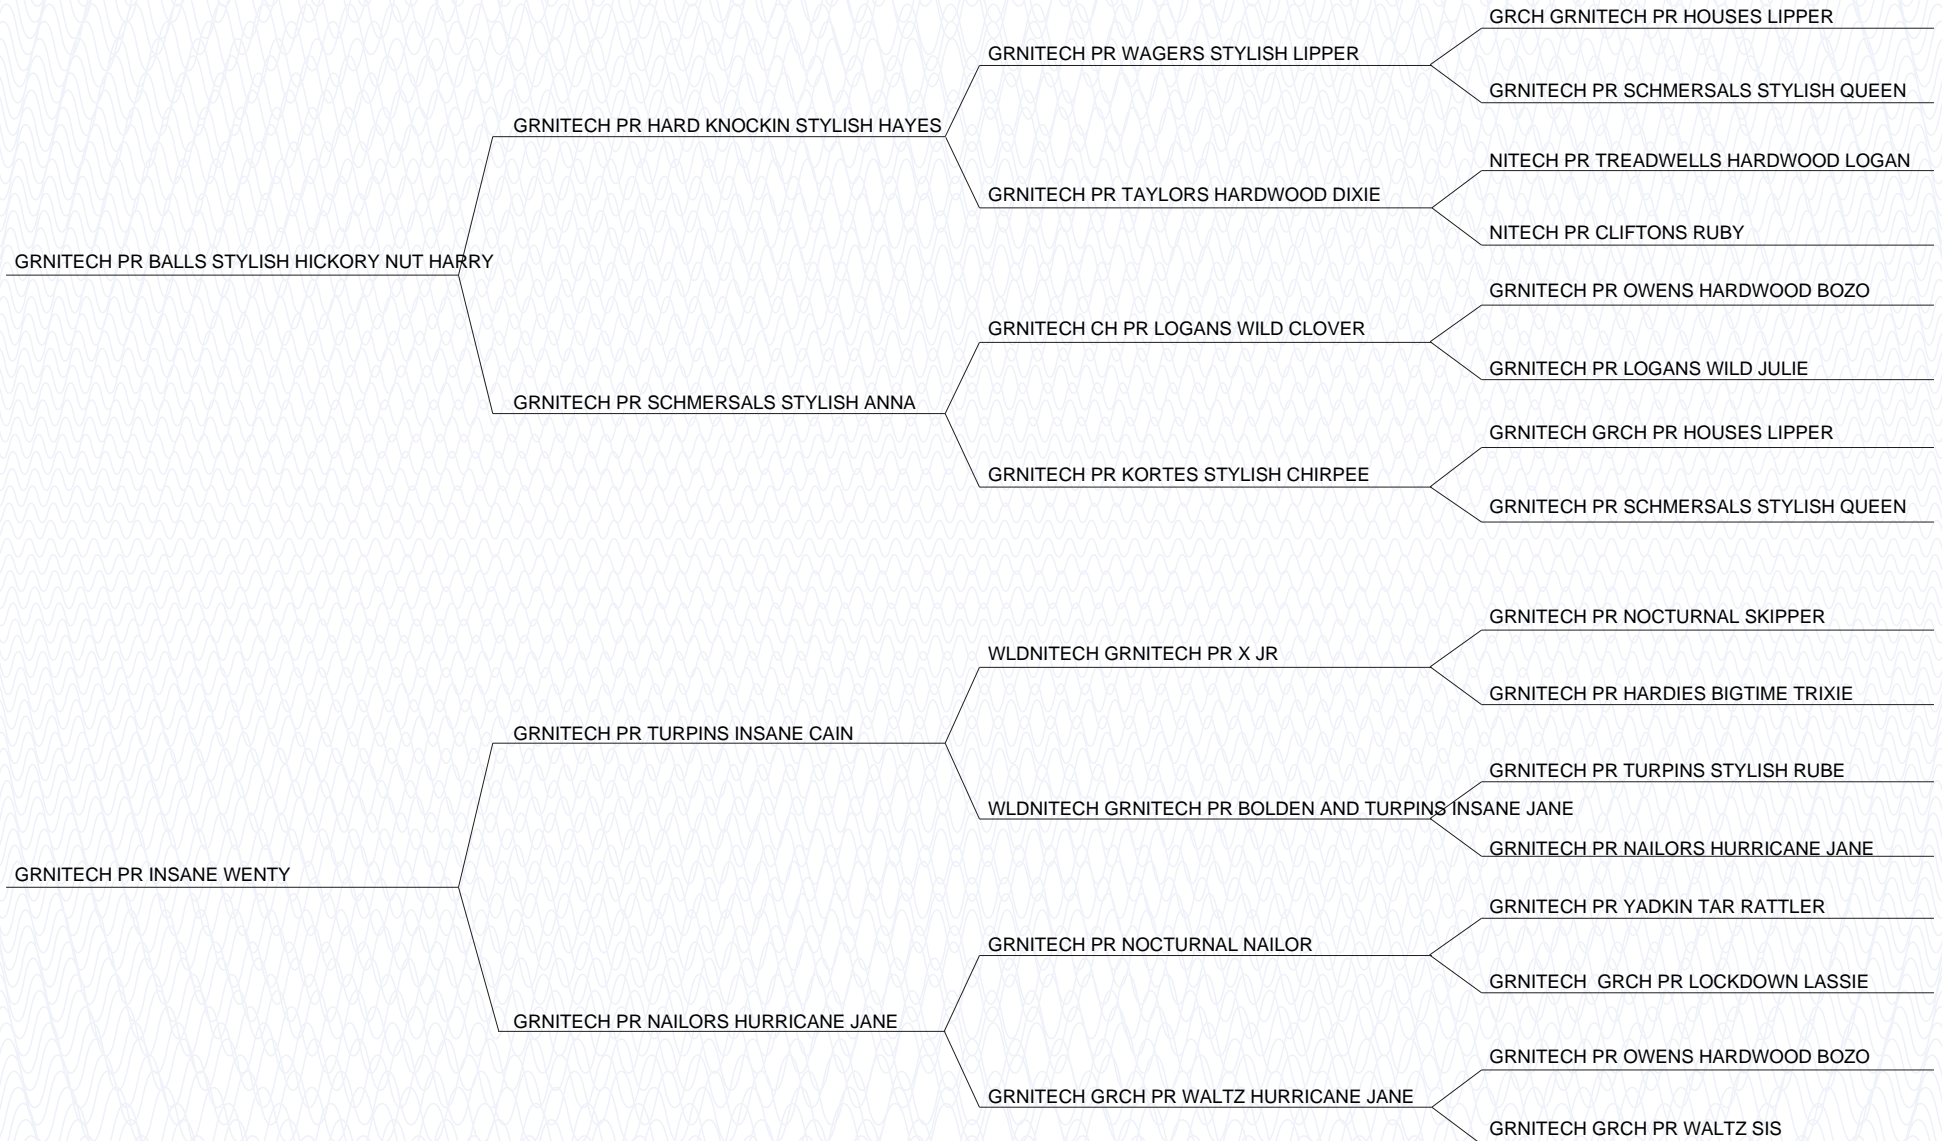 GRCH GRNITECH PR HOUSES LIPPER
GRNITECH PR WAGERS STYLISH LIPPER
GRNITECH PR SCHMERSALS STYLISH QUEEN
GRNITECH PR HARD KNOCKIN STYLISH HAYES
NITECH PR TREADWELLS HARDWOOD LOGAN
GRNITECH PR TAYLORS HARDWOOD DIXIE
NITECH PR CLIFTONS RUBY
GRNITECH PR BALLS STYLISH HICKORY NUT HARRY
GRNITECH PR OWENS HARDWOOD BOZO
GRNITECH CH PR LOGANS WILD CLOVER
GRNITECH PR LOGANS WILD JULIE
GRNITECH PR SCHMERSALS STYLISH ANNA
GRNITECH GRCH PR HOUSES LIPPER
GRNITECH PR KORTES STYLISH CHIRPEE
GRNITECH PR SCHMERSALS STYLISH QUEEN
GRNITECH PR NOCTURNAL SKIPPER
WLDNITECH GRNITECH PR X JR
GRNITECH PR HARDIES BIGTIME TRIXIE
GRNITECH PR TURPINS INSANE CAIN
GRNITECH PR TURPINS STYLISH RUBE
WLDNITECH GRNITECH PR BOLDEN AND TURPINS INSANE JANE
GRNITECH PR NAILORS HURRICANE JANE
GRNITECH PR INSANE WENTY
GRNITECH PR YADKIN TAR RATTLER
GRNITECH PR NOCTURNAL NAILOR
GRNITECH  GRCH PR LOCKDOWN LASSIE
GRNITECH PR NAILORS HURRICANE JANE
GRNITECH PR OWENS HARDWOOD BOZO
GRNITECH GRCH PR WALTZ HURRICANE JANE
GRNITECH GRCH PR WALTZ SIS